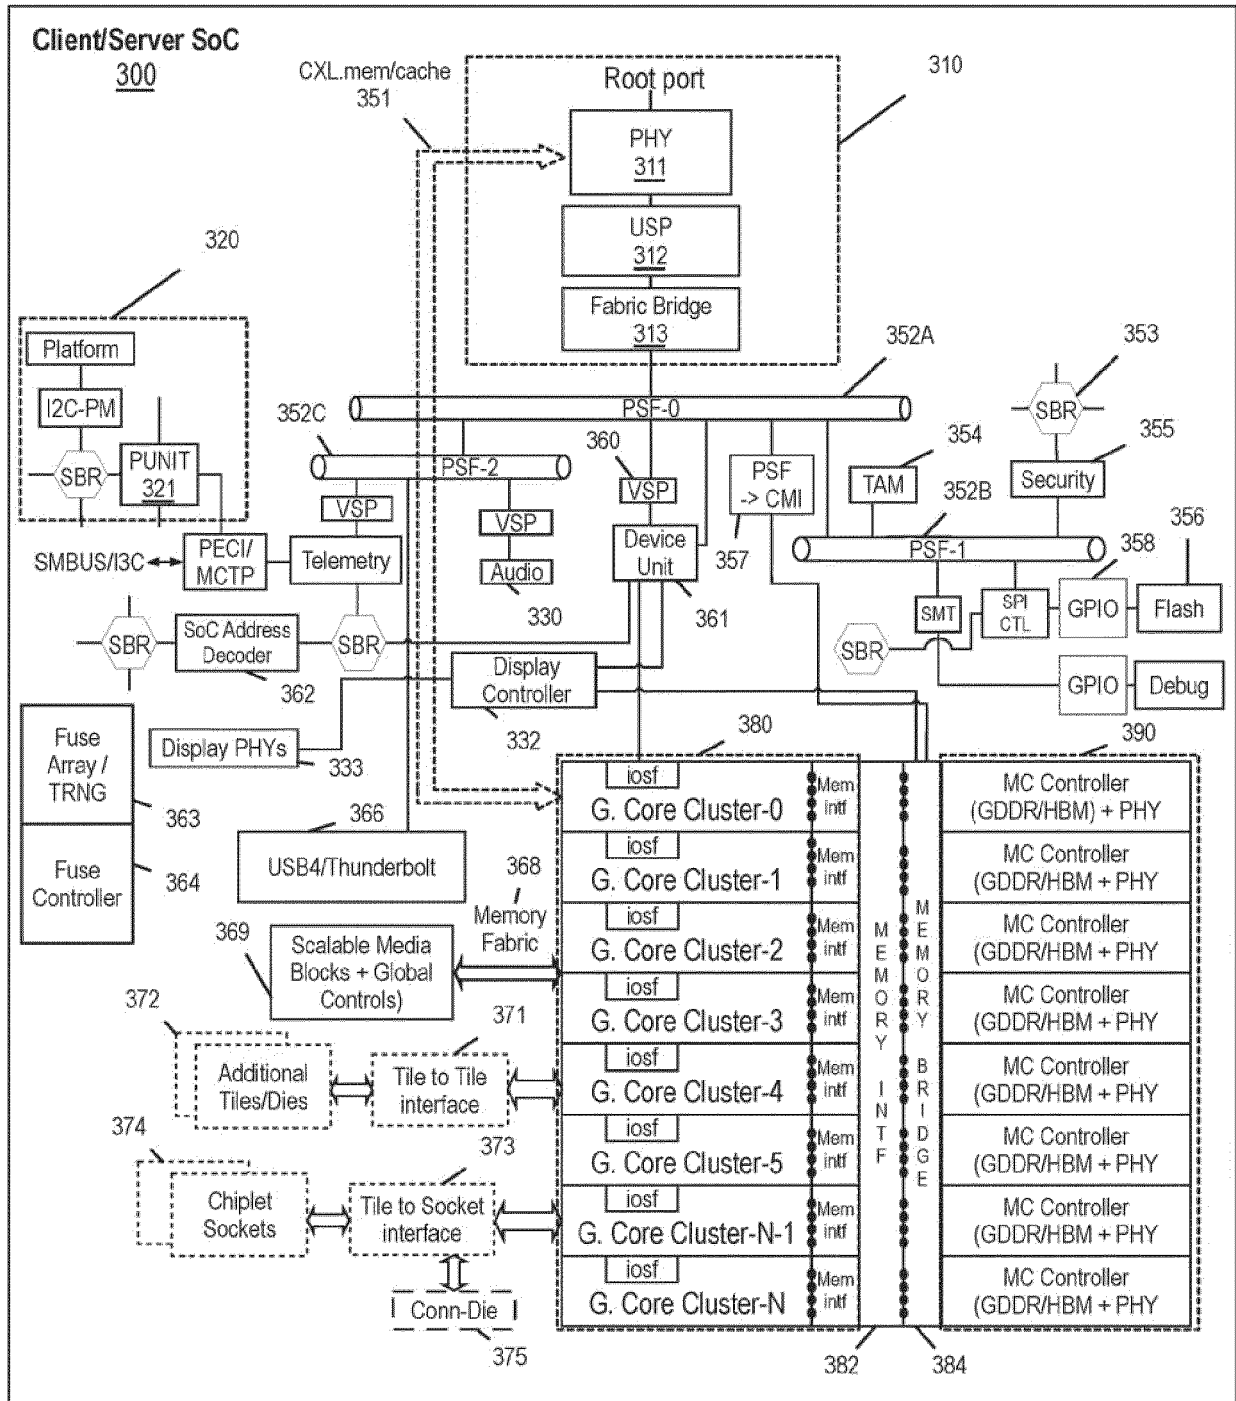 Client/Server SoC
300
CXL.mem/cache
351
Root port
310
PHY
311
USP
312
Fabric Bridge
313
320
Platform
I2C-PM
SBR
PUNIT
321
352A
PSF-0
353
SBR
352C
PSF-2
360
VSP
PSF
-> CMI
357
354
TAM
355
Security
352B
PSF-1
VSP
VSP
SMBUS/I3C
PECI/
MCTP
Telemetry
Audio
330
Device
Unit
361
356
358
SMT
SPI
CTL
GPIO
Flash
SBR
SoC Address
Decoder
362
SBR
SBR
GPIO
Debug
Display
Controller
332
Display PHYs
333
Fuse
Array /
TRNG
363
Fuse
Controller
364
366
USB4/Thunderbolt
368
Memory
Fabric
369
Scalable Media
Blocks + Global
Controls)
371
372
Additional
Tiles/Dies
Tile to Tile
interface
373
374
Chiplet
Sockets
Tile to Socket
interface
Conn-Die
375
380
390
iosf
G. Core Cluster-0
Mem
intf
MC Controller
(GDDR/HBM) + PHY
iosf
G. Core Cluster-1
Mem
intf
MC Controller
(GDDR/HBM + PHY
iosf
G. Core Cluster-2
Mem
intf
MC Controller
(GDDR/HBM + PHY
iosf
G. Core Cluster-3
Mem
intf
MC Controller
(GDDR/HBM + PHY
iosf
G. Core Cluster-4
Mem
intf
MC Controller
(GDDR/HBM + PHY
iosf
G. Core Cluster-5
Mem
intf
MC Controller
(GDDR/HBM + PHY
iosf
G. Core Cluster-N-1
Mem
intf
MC Controller
(GDDR/HBM + PHY
iosf
G. Core Cluster-N
Mem
intf
MC Controller
(GDDR/HBM + PHY
MEMORY INTF
MEMORY BRIDGE
382
384